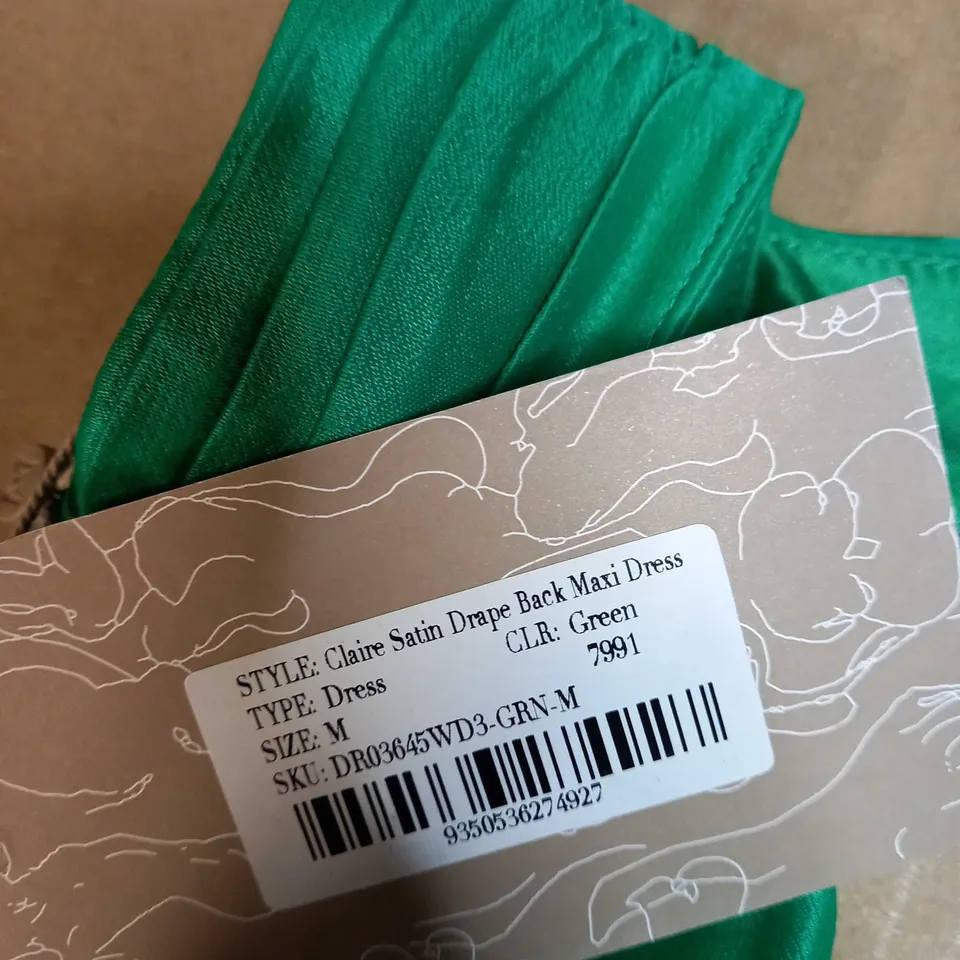 STYLE: Claire Satin Drape Back Maxi Dress
TYPE: Dress CLR: Green
SIZE: M 7991
SKU: DR03645WD3-GRN-M
9350536274927